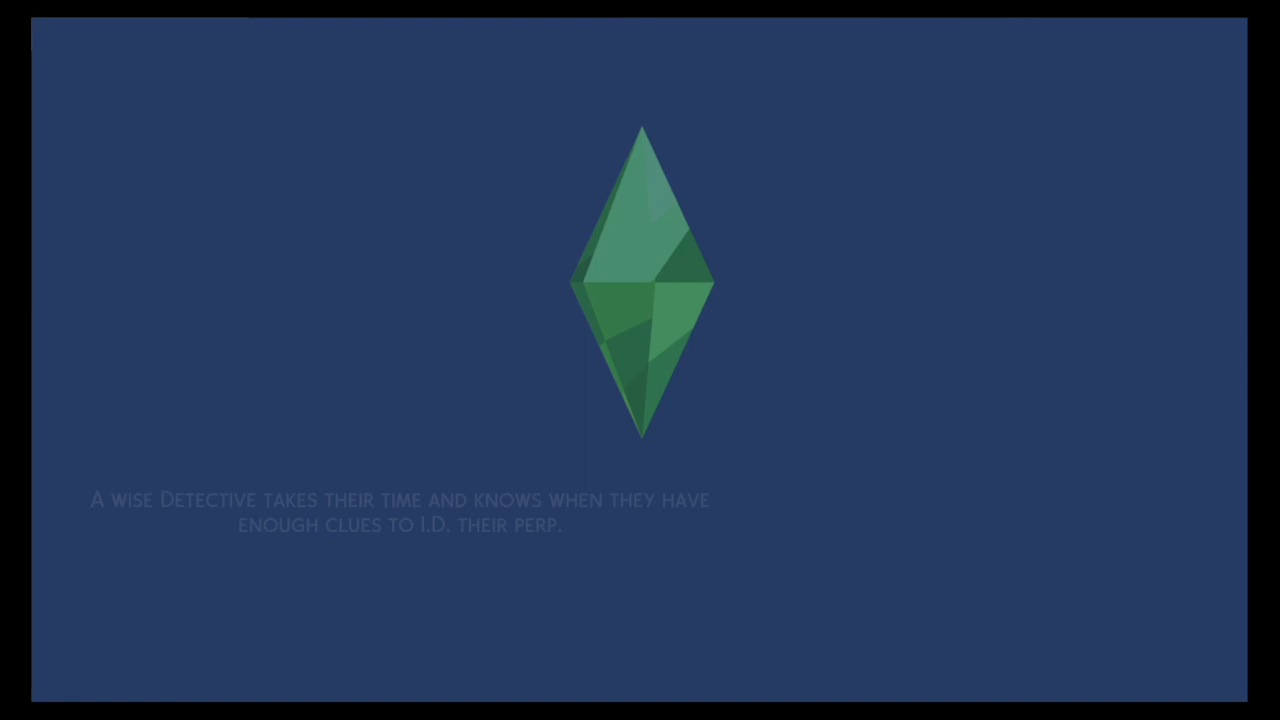 A wise Detective takes their time and knows when they have
enough clues to I.D. their perp.